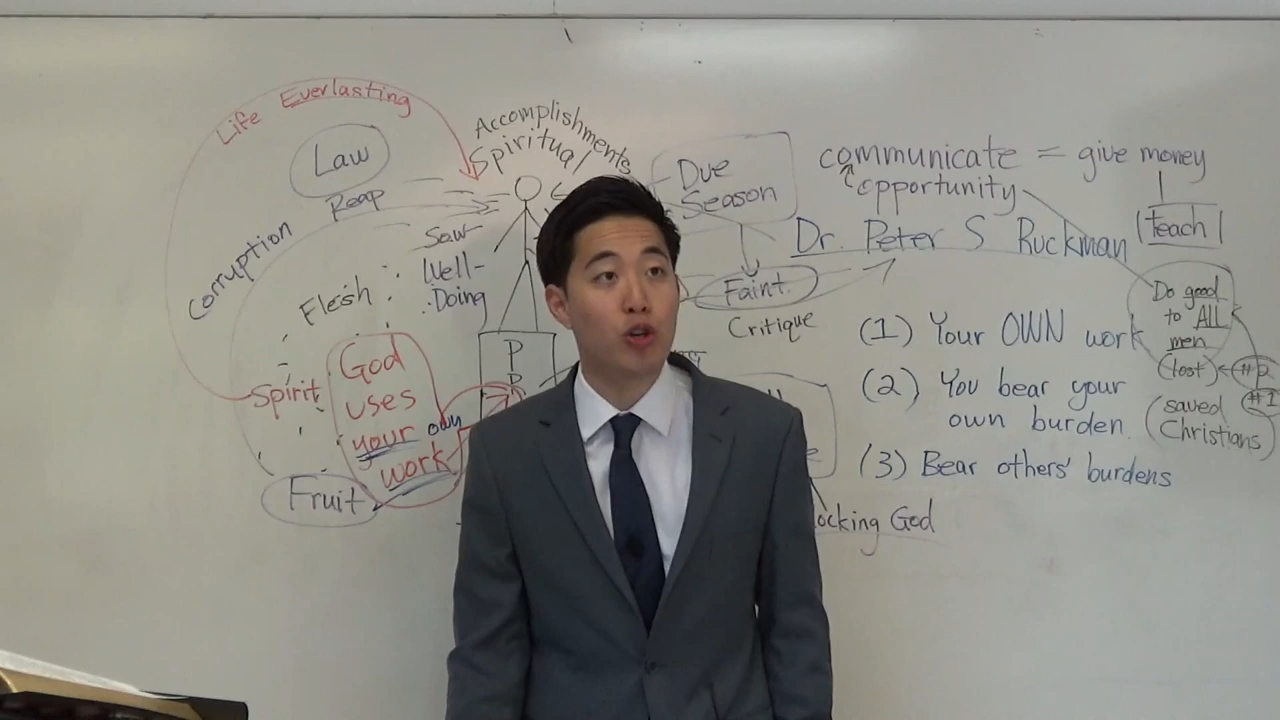 Life Everlasting
Law
Reap
Corruption
Flesh
Spirit
Fruit
God
uses
your own
work
Accomplishments
Spiritual
Sow
Well-
Doing
P
Due
Season
Faint
Critique
ocking God
communicate = give money
opportunity
teach
Dr. Peter S Ruckman
(1) Your OWN work
(2) You bear your
own burden.
(3) Bear others' burdens
Do good
to ALL
men
(lost)
#2
#1
(saved
Christians)